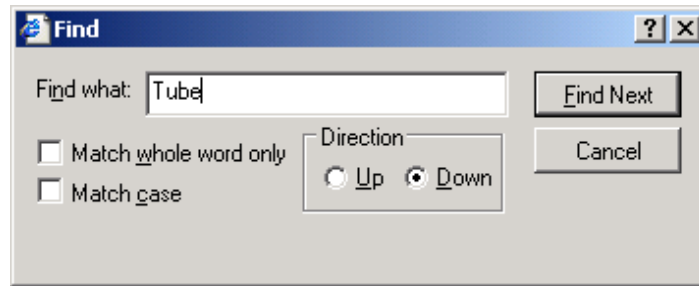 Find
Find what: Tube Find Next
Match whole word only Direction Cancel
Match case Up Down